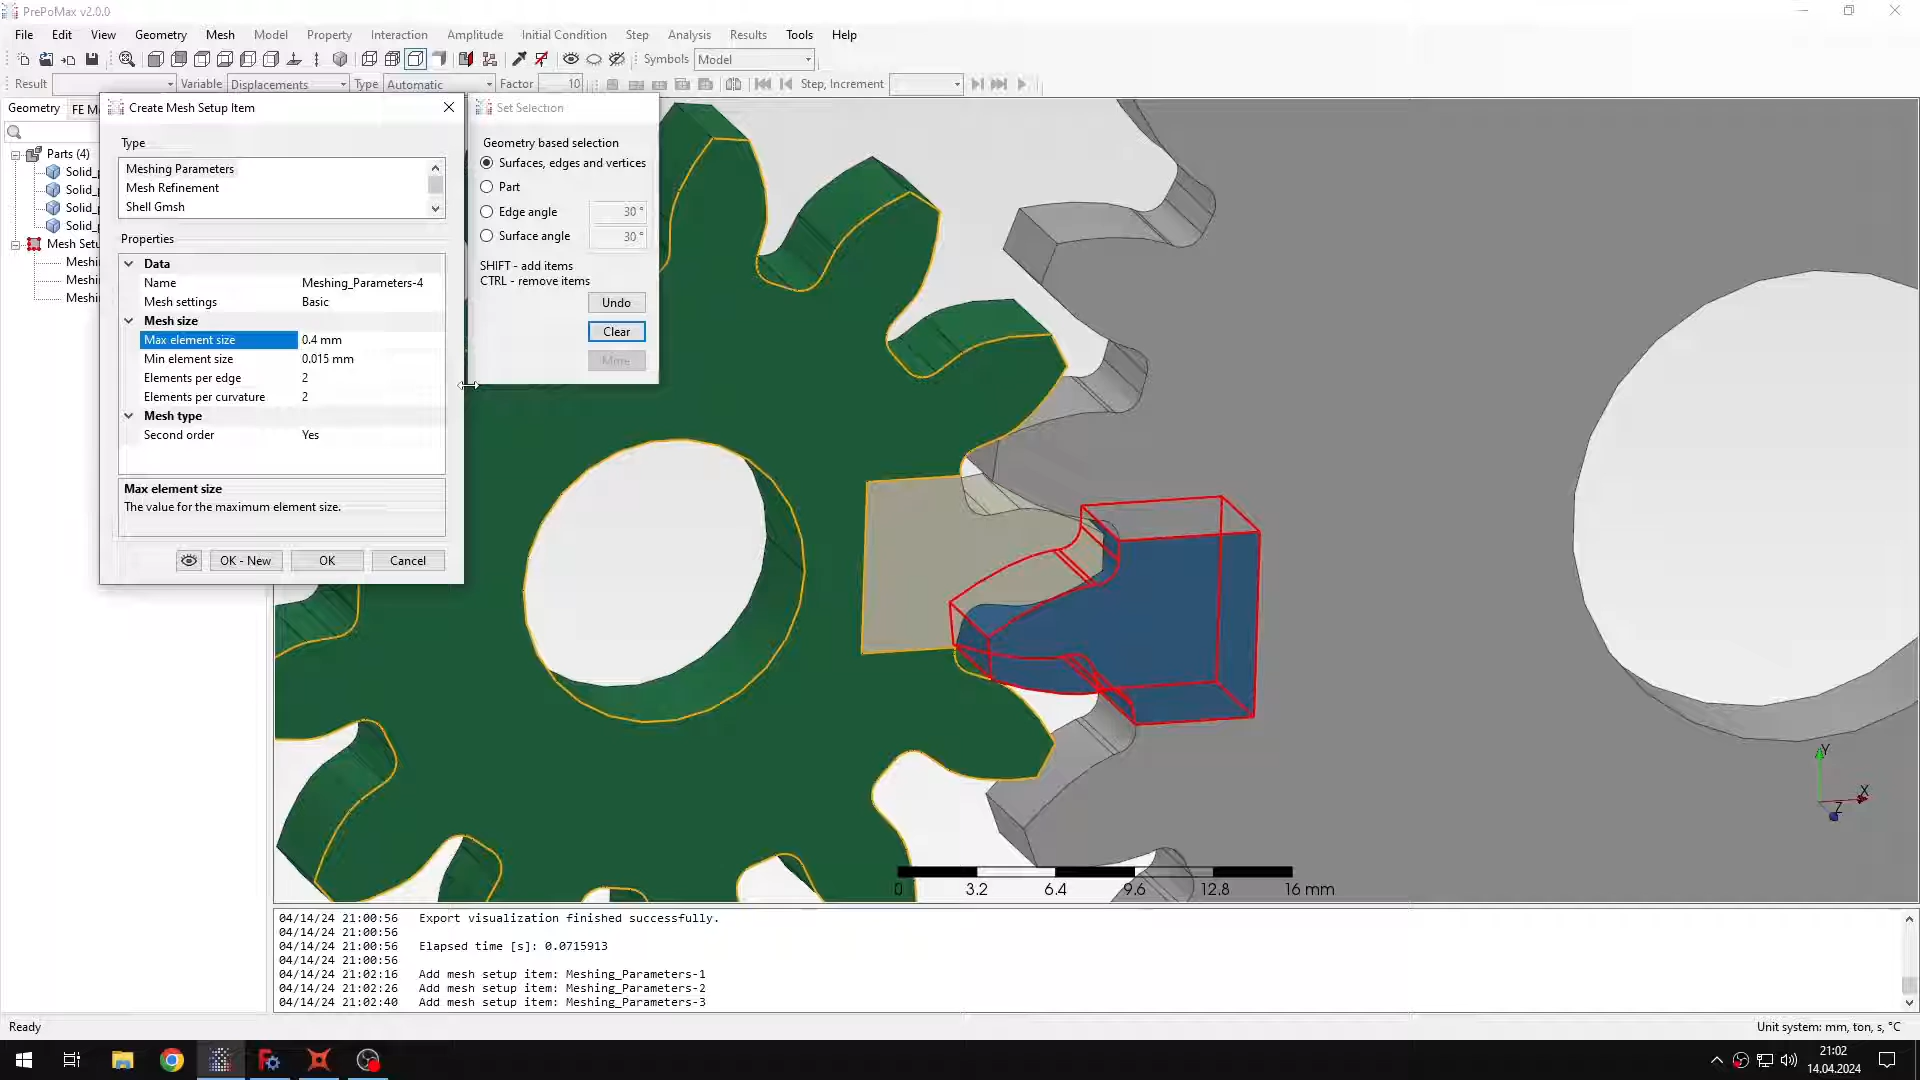 PrePoMax v2.0.0
File Edit View Geometry Mesh Model Property Interaction Amplitude Initial Condition Step Analysis Results Tools Help
Symbols Model
Result Variable Displacements Type Automatic Factor 10 Step, Increment
Geometry FE M
Parts (4)
Solid_p
Solid_p
Solid_p
Solid_p
Mesh Setu
Meshi
Meshi
Meshi
Create Mesh Setup Item
Type
Meshing Parameters
Mesh Refinement
Shell Gmsh
Properties
Data
Name Meshing_Parameters-4
Mesh settings Basic
Mesh size
Max element size 0.4 mm
Min element size 0.015 mm
Elements per edge 2
Elements per curvature 2
Mesh type
Second order Yes
Max element size
The value for the maximum element size.
OK - New OK Cancel
Set Selection
Geometry based selection
Surfaces, edges and vertices
Part
Edge angle 30 °
Surface angle 30 °
SHIFT - add items
CTRL - remove items
Undo
Clear
More
Y
X
Z
0 3.2 6.4 9.6 12.8 16 mm
04/14/24 21:00:56 Export visualization finished successfully.
04/14/24 21:00:56
04/14/24 21:00:56 Elapsed time [s]: 0.0715913
04/14/24 21:00:56
04/14/24 21:02:16 Add mesh setup item: Meshing_Parameters-1
04/14/24 21:02:26 Add mesh setup item: Meshing_Parameters-2
04/14/24 21:02:40 Add mesh setup item: Meshing_Parameters-3
Ready
Unit system: mm, ton, s, °C
21:02
14.04.2024